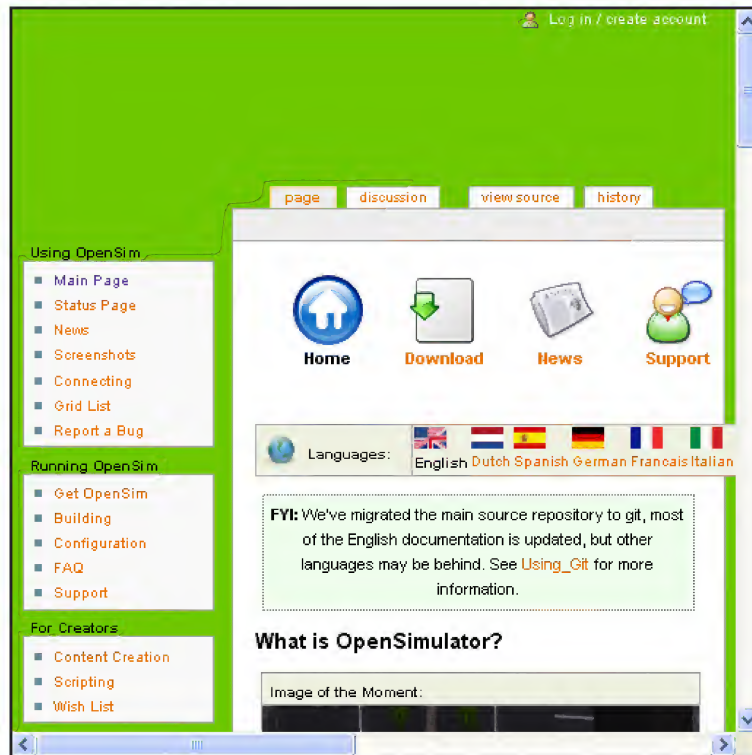 Log in / create account
page discussion view source history
Using OpenSim
Main Page
Status Page
News
Screenshots
Connecting
Grid List
Report a Bug
Running OpenSim
Get OpenSim
Building
Configuration
FAQ
Support
For Creators
Content Creation
Scripting
Wish List
Home Download News Support
Languages: English Dutch Spanish German Francais Italian
FYI: We've migrated the main source repository to git, most
of the English documentation is updated, but other
languages may be behind. See Using_Git for more
information.
What is OpenSimulator?
Image of the Moment: